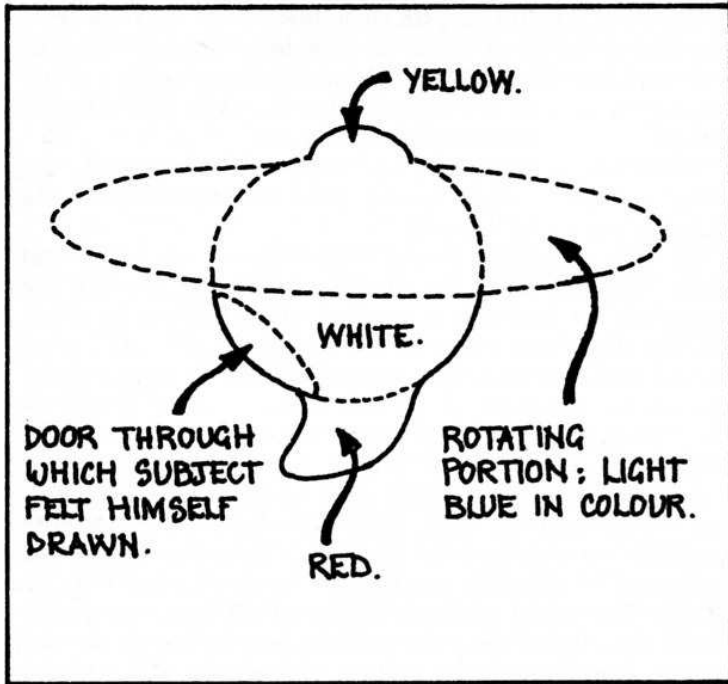 YELLOW.
WHITE.
DOOR THROUGH
WHICH SUBJECT
FELT HIMSELF
DRAWN.
ROTATING
PORTION: LIGHT
BLUE IN COLOUR.
RED.